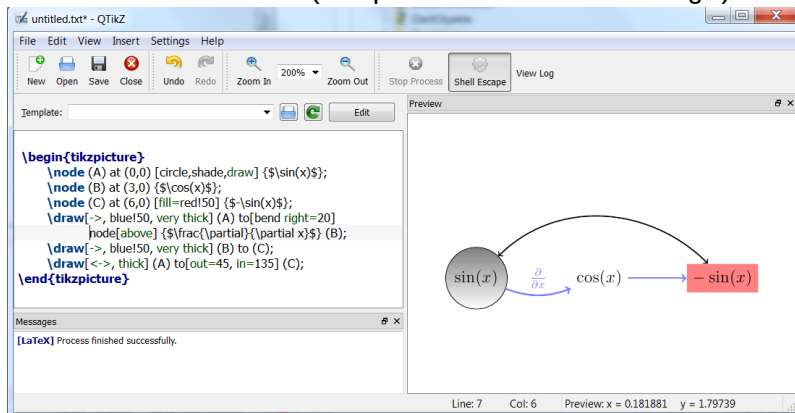 untitled.txt* - QTikZ
File Edit View Insert Settings Help
New Open Save Close Undo Redo Zoom In 200% Zoom Out Stop Process Shell Escape View Log
Template: Edit
Preview
\begin{tikzpicture}
\node (A) at (0,0) [circle,shade,draw] {$\sin(x)$};
\node (B) at (3,0) {$\cos(x)$};
\node (C) at (6,0) [fill=red!50] {$-\sin(x)$};
\draw[->, blue!50, very thick] (A) to[bend right=20]
node[above] {$\frac{\partial}{\partial x}$} (B);
\draw[->, blue!50, very thick] (B) to (C);
\draw[<->, thick] (A) to[out=45, in=135] (C);
\end{tikzpicture}
sin(x) ∂/∂x cos(x) − sin(x)
Messages
[LaTeX] Process finished successfully.
Line: 7 Col: 6 Preview: x = 0.181881 y = 1.79739